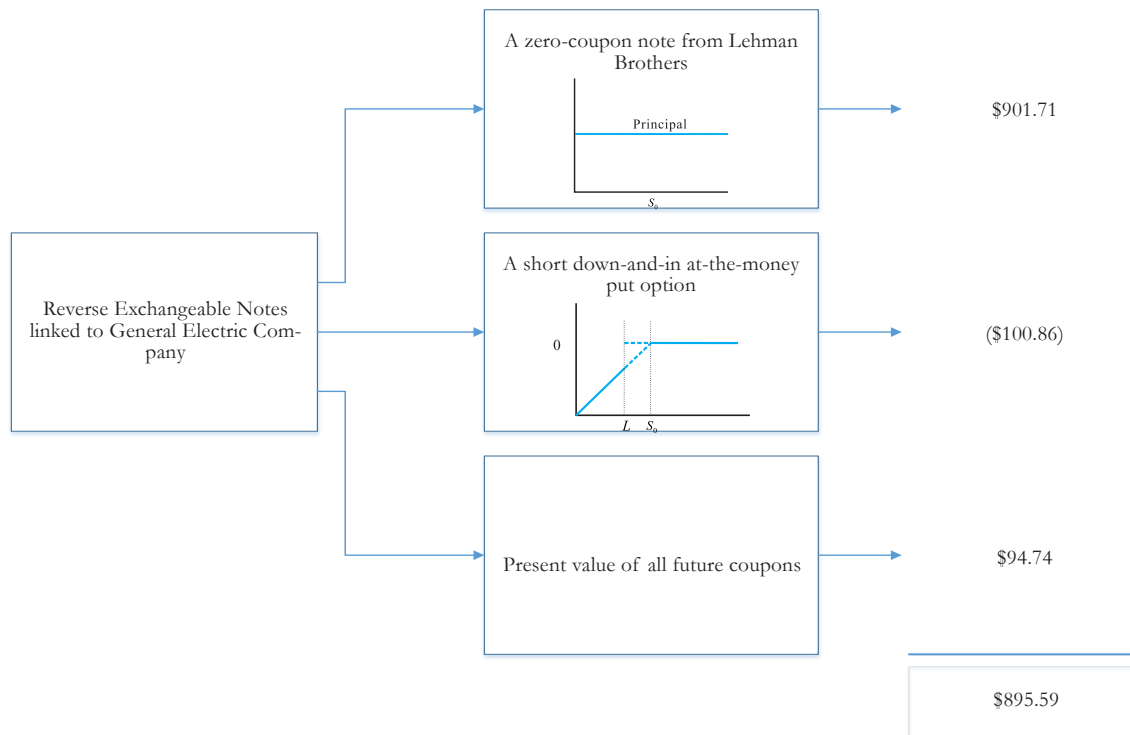 A zero-coupon note from Lehman
Brothers
Principal
S₀
$901.71
Reverse Exchangeable Notes
linked to General Electric Com-
pany
A short down-and-in at-the-money
put option
0
L S₀
($100.86)
Present value of all future coupons
$94.74
$895.59